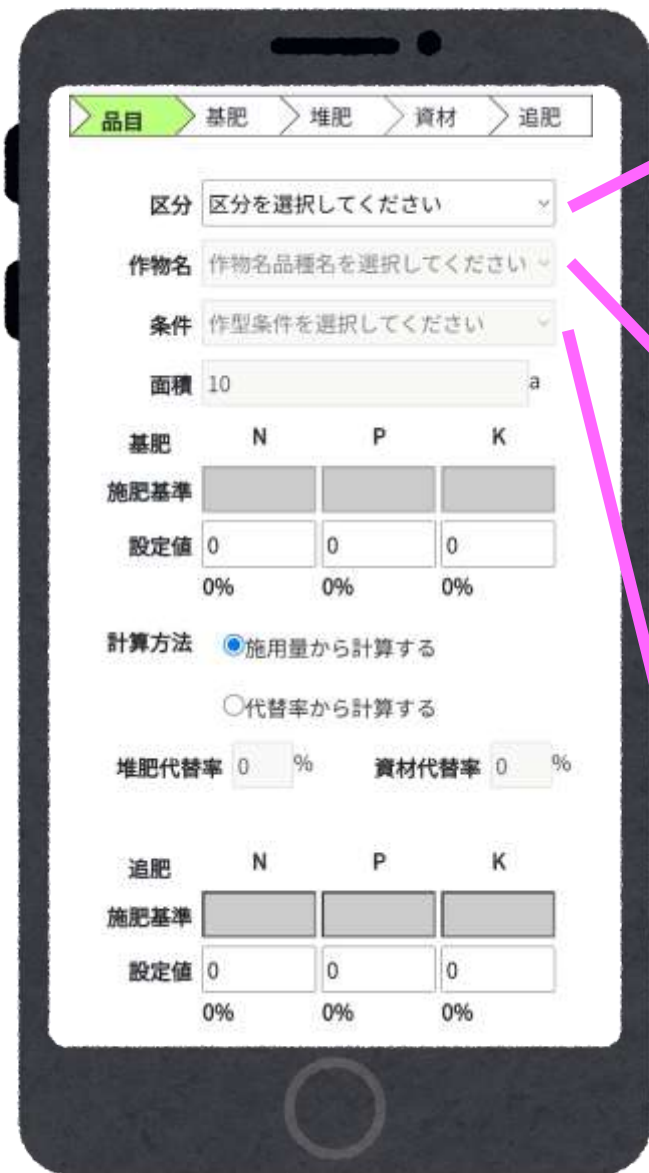 品目 基肥 堆肥 資材 追肥
区分 区分を選択してください
作物名 作物名品種名を選択してください
条件 作型条件を選択してください
面積 10 a
基肥 N P K
施肥基準
設定値 0 0 0
0% 0% 0%
計算方法 施用量から計算する
代替率から計算する
堆肥代替率 0 % 資材代替率 0 %
追肥 N P K
施肥基準
設定値 0 0 0
0% 0% 0%